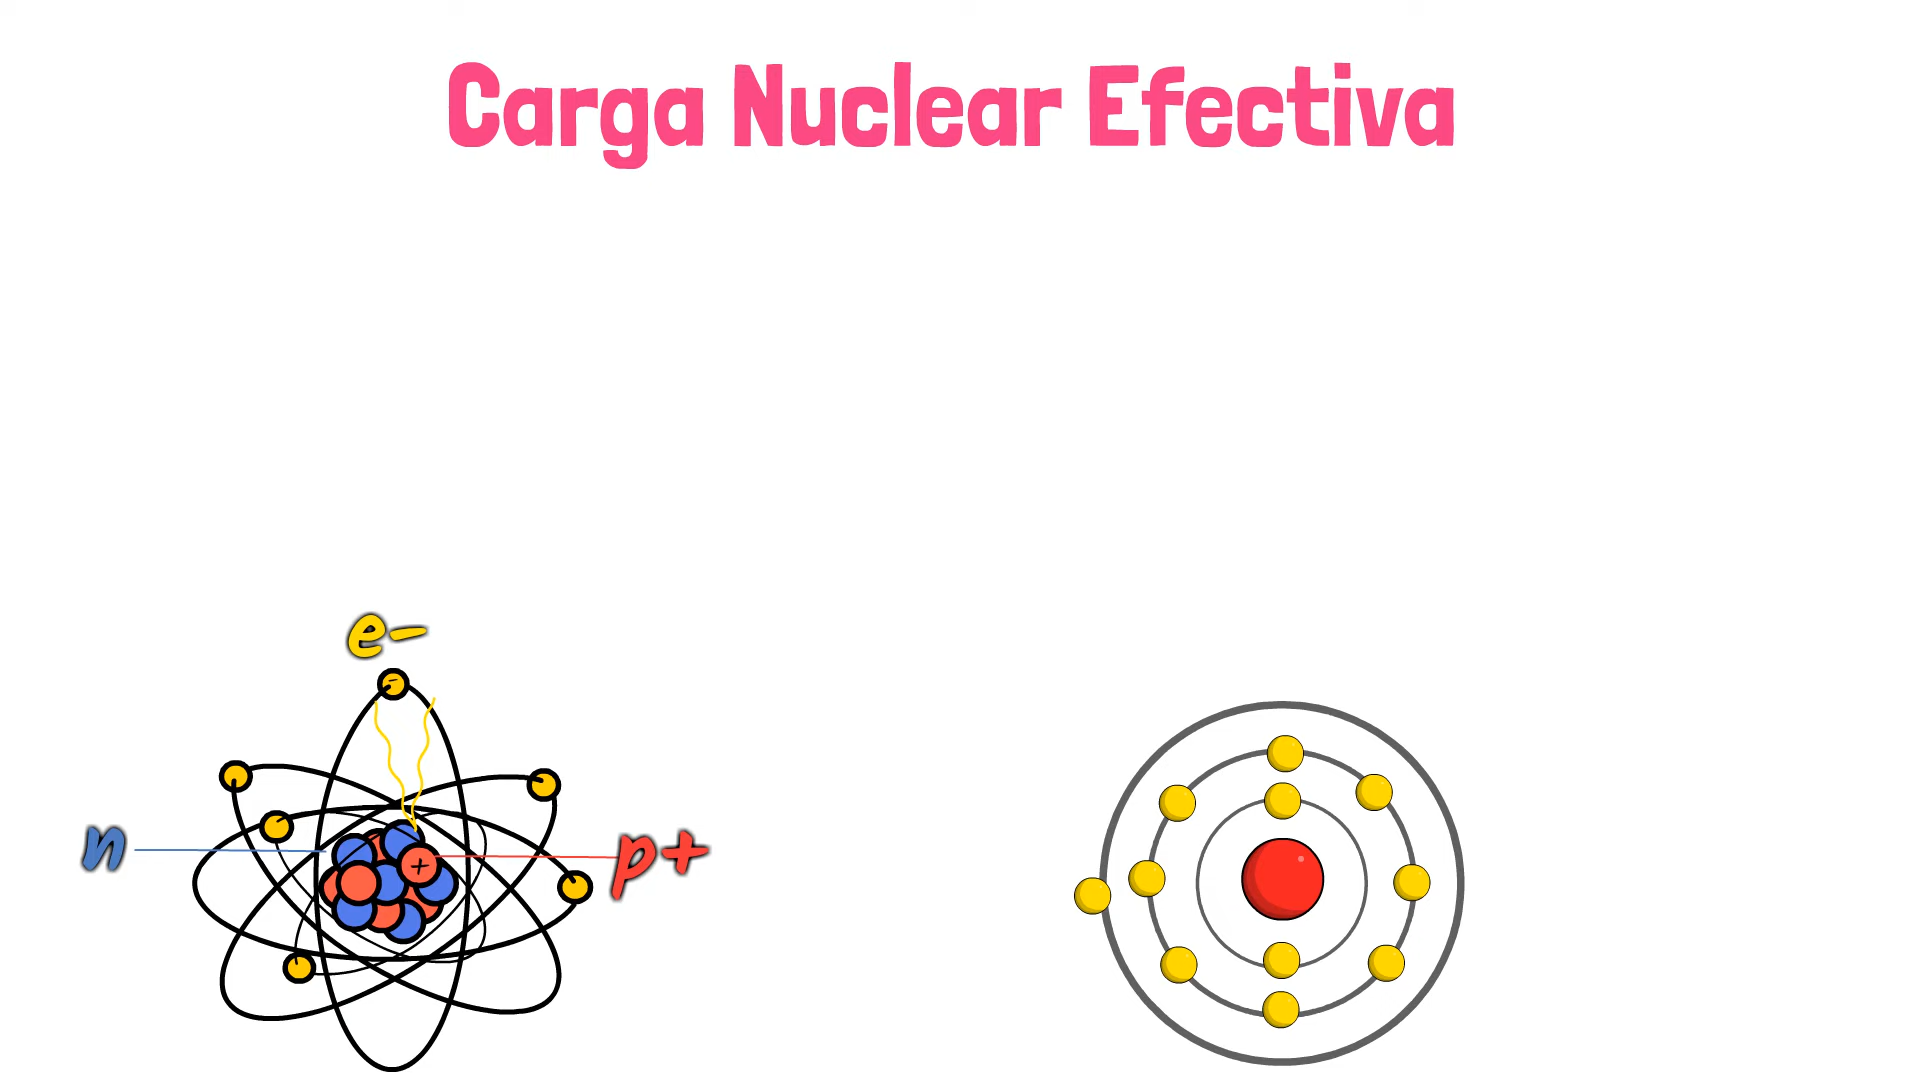 Carga Nuclear Efectiva
e-
n
p+
-
+